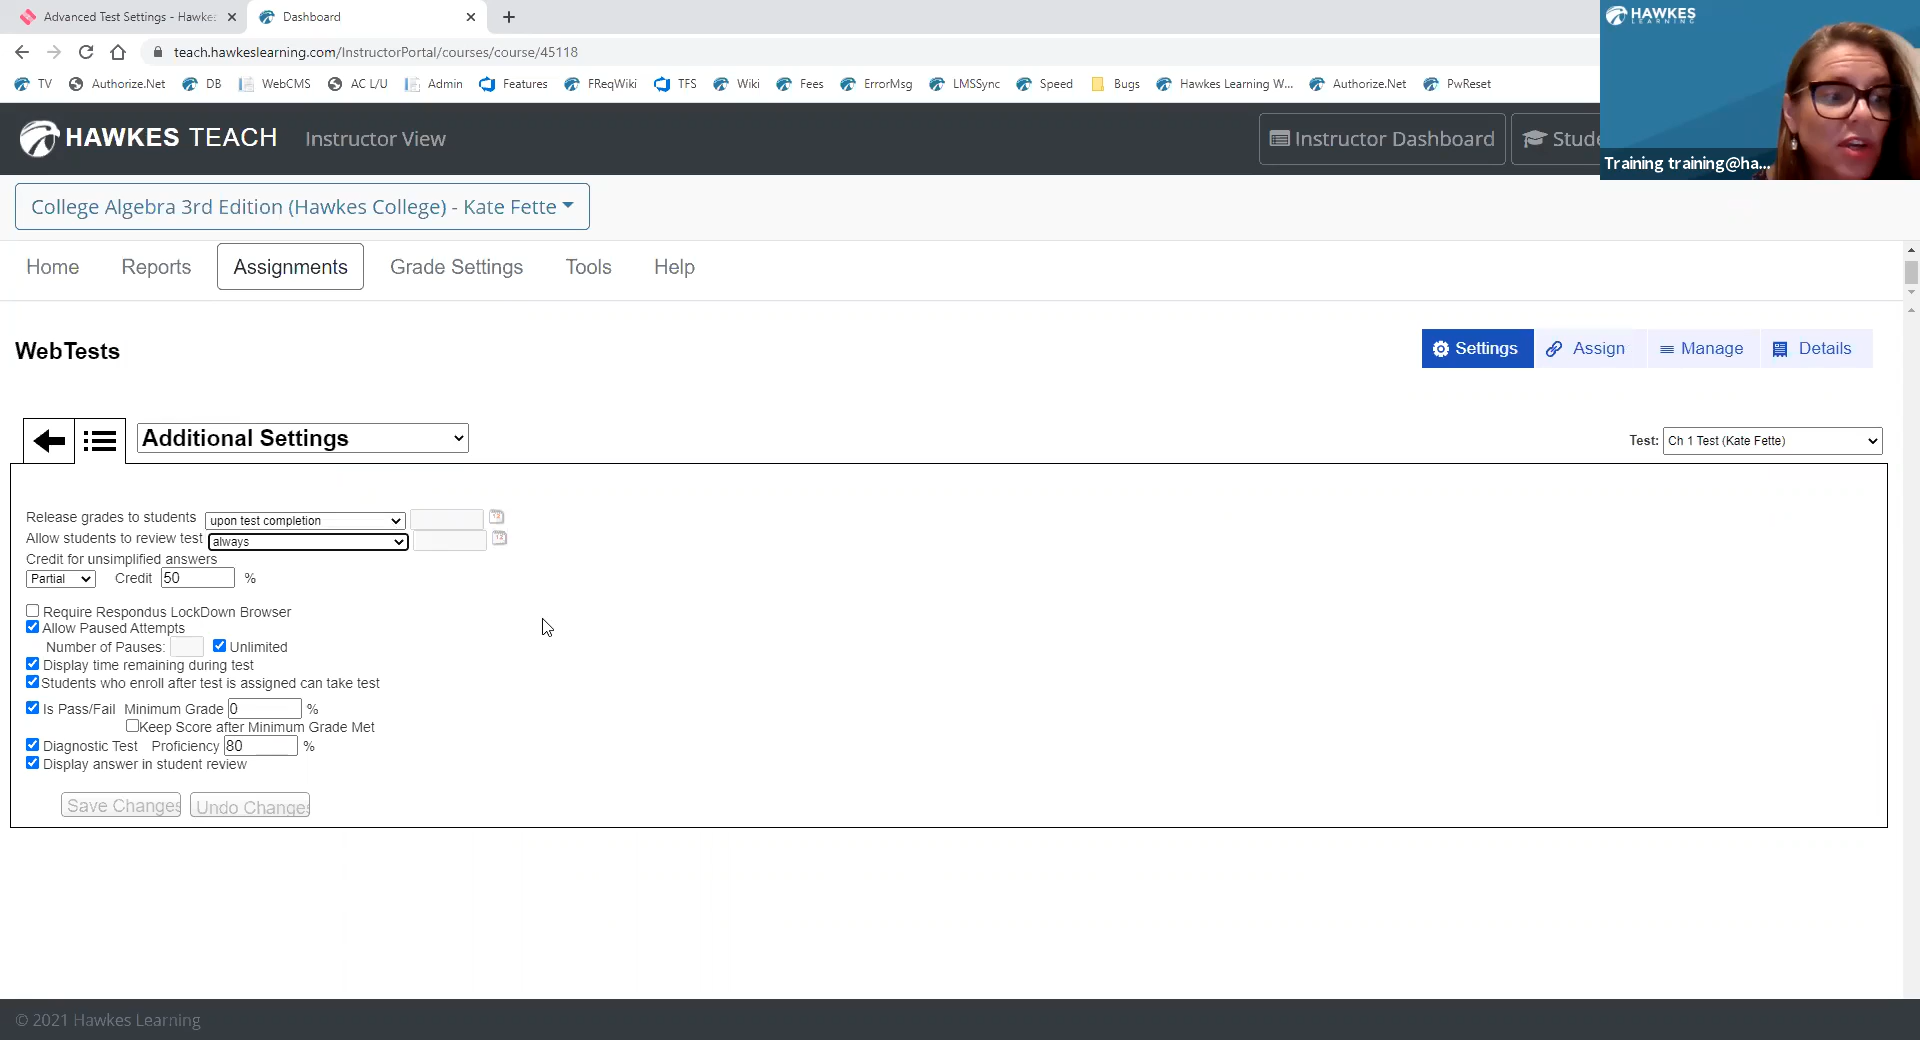 Advanced Test Settings - Hawkes
Dashboard
teach.hawkeslearning.com/InstructorPortal/courses/course/45118
TV Authorize.Net DB WebCMS AC L/U Admin Features FReqWiki TFS Wiki Fees ErrorMsg LMSSync Speed Bugs Hawkes Learning W... Authorize.Net PwReset
HAWKES LEARNING
Training training@ha...
HAWKES TEACH Instructor View Instructor Dashboard Stude
College Algebra 3rd Edition (Hawkes College) - Kate Fette
Home Reports Assignments Grade Settings Tools Help
WebTests Settings Assign Manage Details
Additional Settings Test: Ch 1 Test (Kate Fette)
Release grades to students upon test completion
Allow students to review test always
Credit for unsimplified answers
Partial Credit 50 %
Require Respondus LockDown Browser
Allow Paused Attempts
Number of Pauses: Unlimited
Display time remaining during test
Students who enroll after test is assigned can take test
Is Pass/Fail Minimum Grade 0 %
Keep Score after Minimum Grade Met
Diagnostic Test Proficiency 80 %
Display answer in student review
Save Changes Undo Changes
© 2021 Hawkes Learning